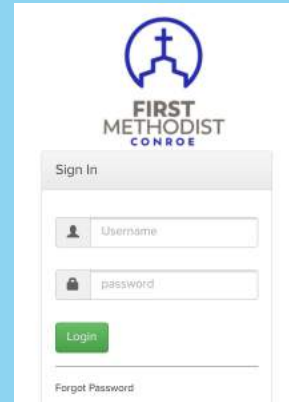 FIRST
METHODIST
CONROE
Sign In
Username
password
Login
Forgot Password